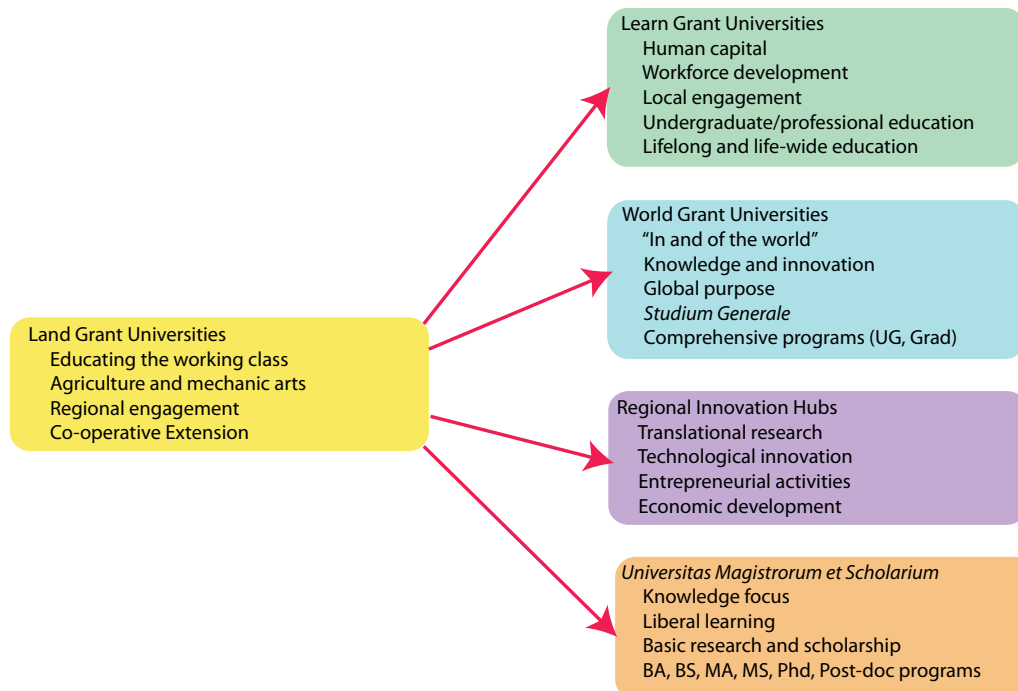 Learn Grant Universities
Human capital
Workforce development
Local engagement
Undergraduate/professional education
Lifelong and life-wide education
World Grant Universities
“In and of the world”
Knowledge and innovation
Global purpose
Studium Generale
Comprehensive programs (UG, Grad)
Land Grant Universities
Educating the working class
Agriculture and mechanic arts
Regional engagement
Co-operative Extension
Regional Innovation Hubs
Translational research
Technological innovation
Entrepreneurial activities
Economic development
Universitas Magistrorum et Scholarium
Knowledge focus
Liberal learning
Basic research and scholarship
BA, BS, MA, MS, Phd, Post-doc programs